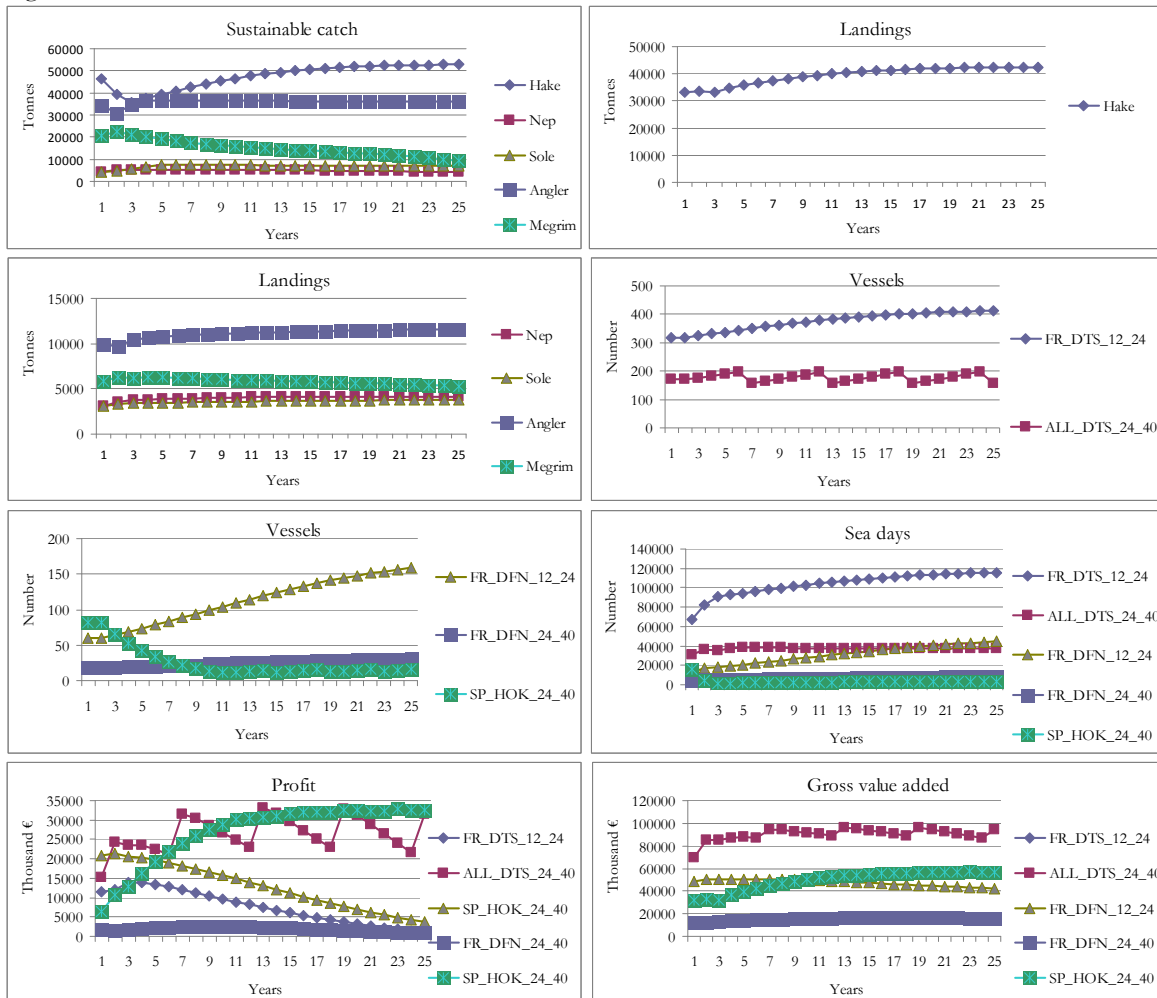 Sustainable catch
60000
50000
40000
30000
20000
10000
0
Tonnes
1 3 5 7 9 11 13 15 17 19 21 23 25
Years
Hake
Nep
Sole
Angler
Megrim
Landings
50000
40000
30000
20000
10000
0
Tonnes
1 3 5 7 9 11 13 15 17 19 21 23 25
Years
Hake
Landings
15000
10000
5000
0
Tonnes
1 3 5 7 9 11 13 15 17 19 21 23 25
Years
Nep
Sole
Angler
Megrim
Vessels
500
400
300
200
100
0
Number
1 3 5 7 9 11 13 15 17 19 21 23 25
Years
FR_DTS_12_24
ALL_DTS_24_40
Vessels
200
150
100
50
0
Number
1 3 5 7 9 11 13 15 17 19 21 23 25
Years
FR_DFN_12_24
FR_DFN_24_40
SP_HOK_24_40
Sea days
140000
120000
100000
80000
60000
40000
20000
0
Number
1 3 5 7 9 11 13 15 17 19 21 23 25
Years
FR_DTS_12_24
ALL_DTS_24_40
FR_DFN_12_24
FR_DFN_24_40
SP_HOK_24_40
Profit
35000
30000
25000
20000
15000
10000
5000
0
Thousand €
1 3 5 7 9 11 13 15 17 19 21 23 25
Years
FR_DTS_12_24
ALL_DTS_24_40
SP_HOK_24_40
FR_DFN_24_40
SP_HOK_24_40
Gross value added
120000
100000
80000
60000
40000
20000
0
Thousand €
1 3 5 7 9 11 13 15 17 19 21 23 25
Years
FR_DTS_12_24
ALL_DTS_24_40
FR_DFN_12_24
FR_DFN_24_40
SP_HOK_24_40